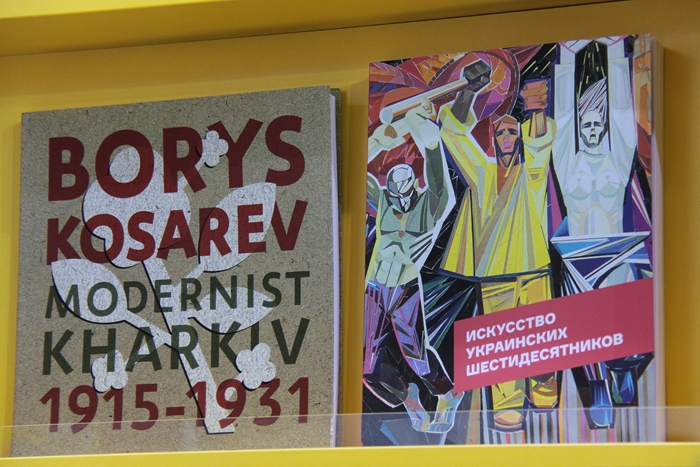 BORYS
KOSAREV
MODERNIST
KHARKIV
1915-1931
ИСКУССТВО
УКРАИНСКИХ
ШЕСТИДЕСЯТНИКОВ